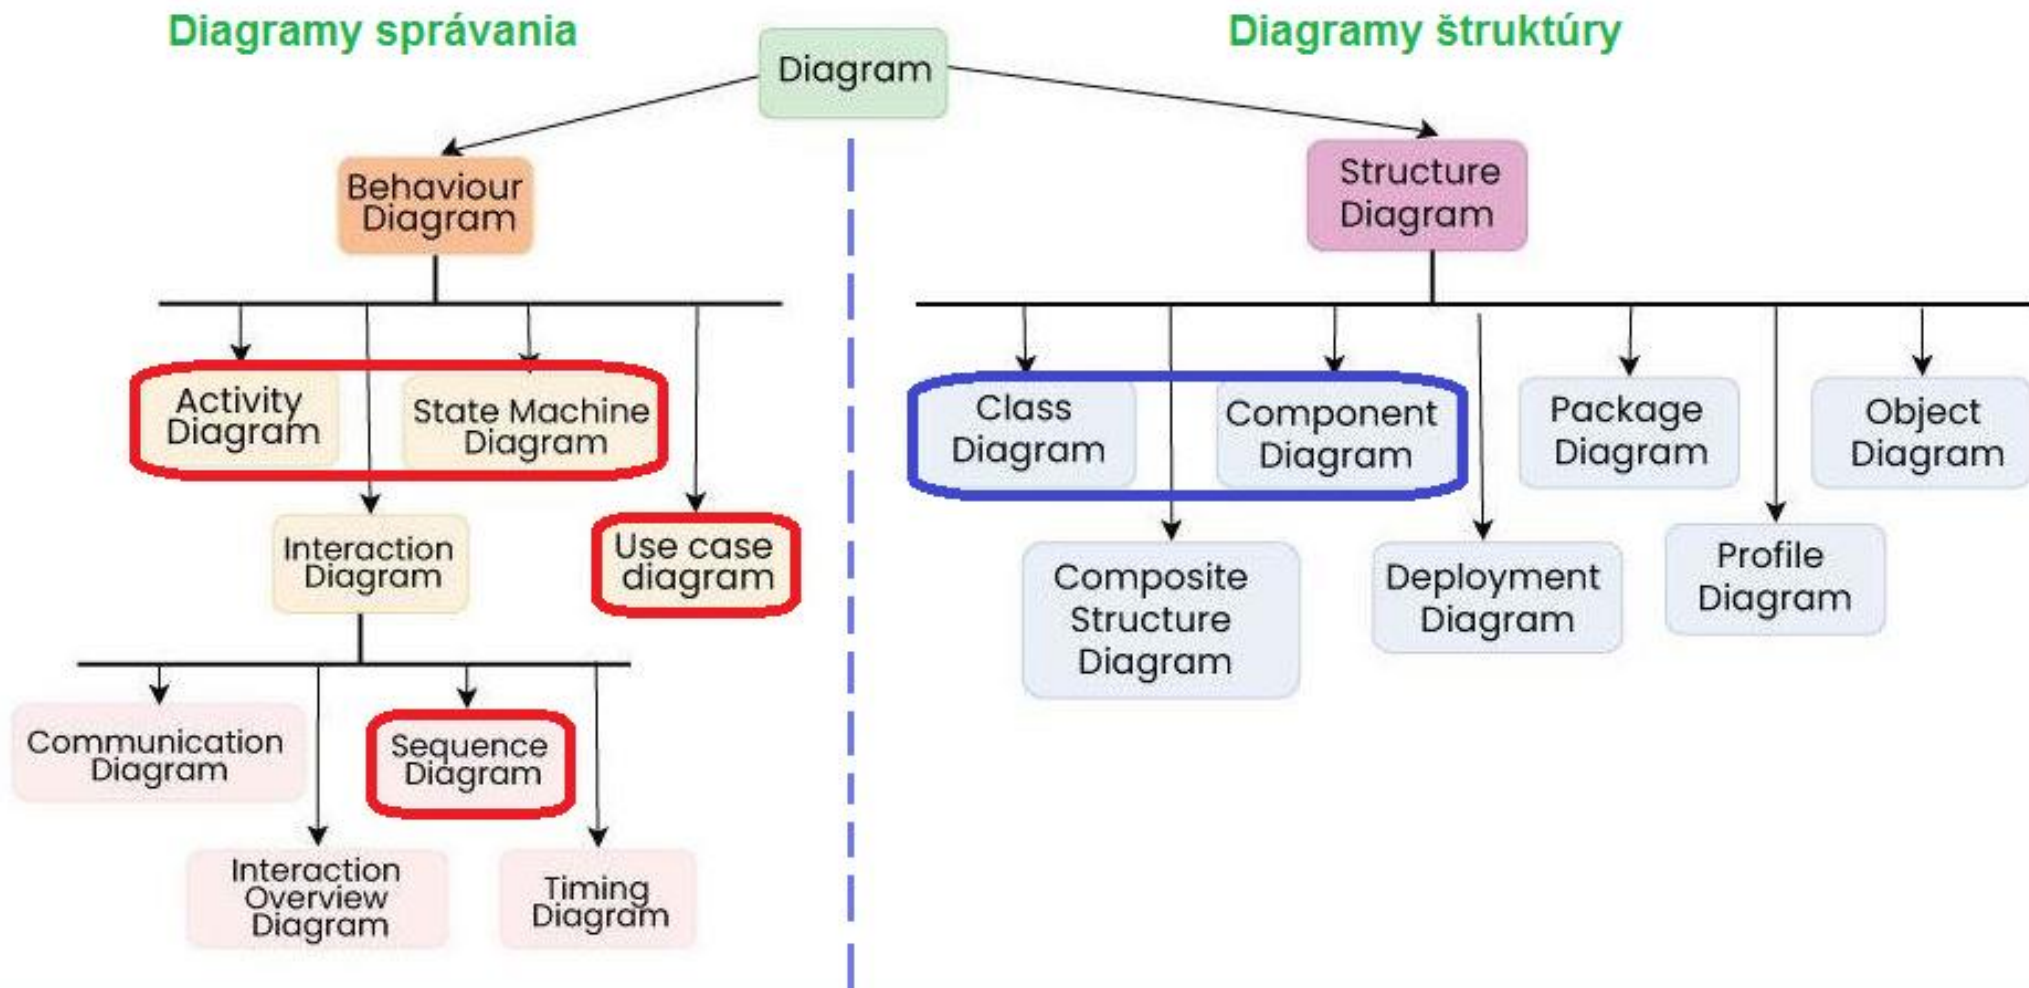 Diagramy správania
Diagramy štruktúry
Diagram
Behaviour
Diagram
Structure
Diagram
Activity
Diagram
State Machine
Diagram
Interaction
Diagram
Use case
diagram
Communication
Diagram
Sequence
Diagram
Interaction
Overview
Diagram
Timing
Diagram
Class
Diagram
Component
Diagram
Package
Diagram
Object
Diagram
Composite
Structure
Diagram
Deployment
Diagram
Profile
Diagram